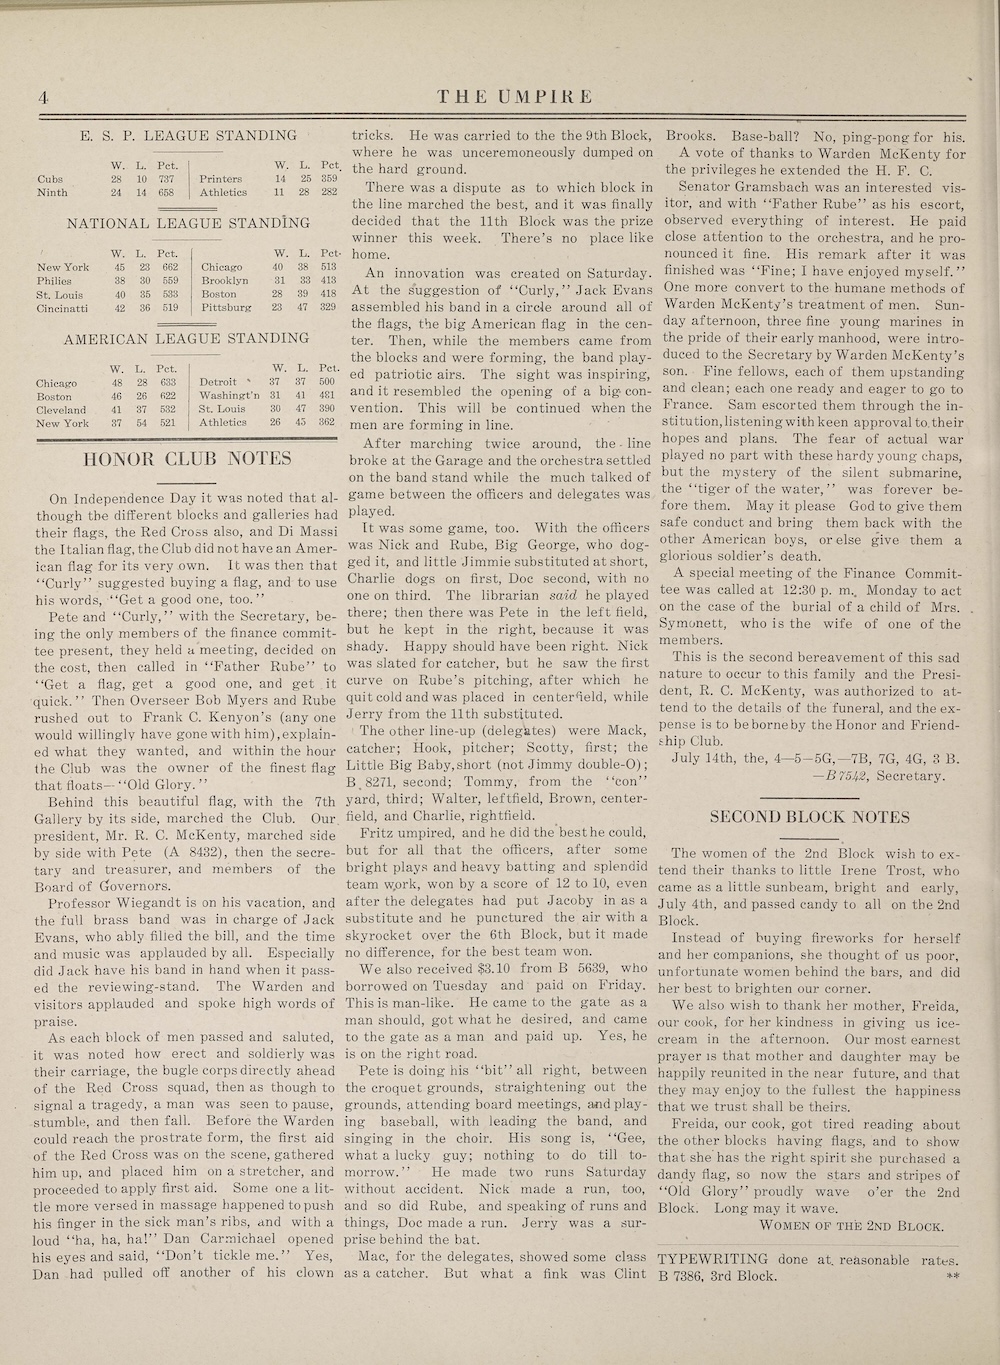 4
THE UMPIRE
E. S. P. LEAGUE STANDING
W. L. Pct. W. L. Pct.
Cubs 28 10 737 Printers 14 25 359
Ninth 24 14 658 Athletics 11 28 282
NATIONAL LEAGUE STANDING
W. L. Pct. W. L. Pct.
New York 45 23 662 Chicago 40 38 513
Philies 38 30 559 Brooklyn 31 33 413
St. Louis 40 35 533 Boston 28 39 418
Cincinatti 42 36 519 Pittsburg 23 47 329
AMERICAN LEAGUE STANDING
W. L. Pct. W. L. Pct.
Chicago 48 28 633 Detroit 37 37 500
Boston 46 26 622 Washingt'n 31 41 431
Cleveland 41 37 532 St. Louis 30 47 390
New York 37 54 521 Athletics 26 45 362
HONOR CLUB NOTES
On Independence Day it was noted that al-
though the different blocks and galleries had
their flags, the Red Cross also, and Di Massi
the Italian flag, the Club did not have an Amer-
ican flag for its very own. It was then that
"Curly" suggested buying a flag, and to use
his words, "Get a good one, too."
Pete and "Curly," with the Secretary, be-
ing the only members of the finance commit-
tee present, they held a meeting, decided on
the cost, then called in "Father Rube" to
"Get a flag, get a good one, and get it
quick." Then Overseer Bob Myers and Rube
rushed out to Frank C. Kenyon's (any one
would willingly have gone with him), explain-
ed what they wanted, and within the hour
the Club was the owner of the finest flag
that floats—"Old Glory."
Behind this beautiful flag, with the 7th
Gallery by its side, marched the Club. Our
president, Mr. R. C. McKenty, marched side
by side with Pete (A 8432), then the secre-
tary and treasurer, and members of the
Board of Governors.
Professor Wiegandt is on his vacation, and
the full brass band was in charge of Jack
Evans, who ably filled the bill, and the time
and music was applauded by all. Especially
did Jack have his band in hand when it pass-
ed the reviewing-stand. The Warden and
visitors applauded and spoke high words of
praise.
As each block of men passed and saluted,
it was noted how erect and soldierly was
their carriage, the bugle corps directly ahead
of the Red Cross squad, then as though to
signal a tragedy, a man was seen to pause,
stumble, and then fall. Before the Warden
could reach the prostrate form, the first aid
of the Red Cross was on the scene, gathered
him up, and placed him on a stretcher, and
proceeded to apply first aid. Some one a lit-
tle more versed in massage happened to push
his finger in the sick man's ribs, and with a
loud "ha, ha, ha!" Dan Carmichael opened
his eyes and said, "Don't tickle me." Yes,
Dan had pulled off another of his clown
tricks. He was carried to the the 9th Block,
where he was unceremoneously dumped on
the hard ground.
There was a dispute as to which block in
the line marched the best, and it was finally
decided that the 11th Block was the prize
winner this week. There's no place like
home.
An innovation was created on Saturday.
At the suggestion of "Curly," Jack Evans
assembled his band in a circle around all of
the flags, the big American flag in the cen-
ter. Then, while the members came from
the blocks and were forming, the band play-
ed patriotic airs. The sight was inspiring,
and it resembled the opening of a big con-
vention. This will be continued when the
men are forming in line.
After marching twice around, the line
broke at the Garage and the orchestra settled
on the band stand while the much talked of
game between the officers and delegates was
played.
It was some game, too. With the officers
was Nick and Rube, Big George, who dog-
ged it, and little Jimmie substituted at short,
Charlie dogs on first, Doc second, with no
one on third. The librarian said he played
there; then there was Pete in the left field,
but he kept in the right, because it was
shady. Happy should have been right. Nick
was slated for catcher, but he saw the first
curve on Rube's pitching, after which he
quit cold and was placed in centerfield, while
Jerry from the 11th substituted.
The other line-up (delegates) were Mack,
catcher; Hook, pitcher; Scotty, first; the
Little Big Baby, short (not Jimmy double-O);
B. 8271, second; Tommy, from the "con"
yard, third; Walter, leftfield, Brown, center-
field, and Charlie, rightfield.
Fritz umpired, and he did the best he could,
but for all that the officers, after some
bright plays and heavy batting and splendid
team work, won by a score of 12 to 10, even
after the delegates had put Jacoby in as a
substitute and he punctured the air with a
skyrocket over the 6th Block, but it made
no difference, for the best team won.
We also received $3.10 from B 5639, who
borrowed on Tuesday and paid on Friday.
This is man-like. He came to the gate as a
man should, got what he desired, and came
to the gate as a man and paid up. Yes, he
is on the right road.
Pete is doing his "bit" all right, between
the croquet grounds, straightening out the
grounds, attending board meetings, and play-
ing baseball, with leading the band, and
singing in the choir. His song is, "Gee,
what a lucky guy; nothing to do till to-
morrow." He made two runs Saturday
without accident. Nick made a run, too,
and so did Rube, and speaking of runs and
things, Doc made a run. Jerry was a sur-
prise behind the bat.
Mac, for the delegates, showed some class
as a catcher. But what a fink was Clint
Brooks. Base-ball? No, ping-pong for his.
A vote of thanks to Warden McKenty for
the privileges he extended the H. F. C.
Senator Gramsbach was an interested vis-
itor, and with "Father Rube" as his escort,
observed everything of interest. He paid
close attention to the orchestra, and he pro-
nounced it fine. His remark after it was
finished was "Fine; I have enjoyed myself."
One more convert to the humane methods of
Warden McKenty's treatment of men. Sun-
day afternoon, three fine young marines in
the pride of their early manhood, were intro-
duced to the Secretary by Warden McKenty's
son. Fine fellows, each of them upstanding
and clean; each one ready and eager to go to
France. Sam escorted them through the in-
stitution, listening with keen approval to their
hopes and plans. The fear of actual war
played no part with these hardy young chaps,
but the mystery of the silent submarine,
the "tiger of the water," was forever be-
fore them. May it please God to give them
safe conduct and bring them back with the
other American boys, or else give them a
glorious soldier's death.
A special meeting of the Finance Commit-
tee was called at 12:30 p. m., Monday to act
on the case of the burial of a child of Mrs.
Symonett, who is the wife of one of the
members.
This is the second bereavement of this sad
nature to occur to this family and the Presi-
dent, R. C. McKenty, was authorized to at-
tend to the details of the funeral, and the ex-
pense is to be borne by the Honor and Friend-
ship Club.
July 14th, the, 4—5—5G,—7B, 7G, 4G, 3 B.
—B 7542, Secretary.
SECOND BLOCK NOTES
The women of the 2nd Block wish to ex-
tend their thanks to little Irene Trost, who
came as a little sunbeam, bright and early,
July 4th, and passed candy to all on the 2nd
Block.
Instead of buying fireworks for herself
and her companions, she thought of us poor,
unfortunate women behind the bars, and did
her best to brighten our corner.
We also wish to thank her mother, Freida,
our cook, for her kindness in giving us ice-
cream in the afternoon. Our most earnest
prayer is that mother and daughter may be
happily reunited in the near future, and that
they may enjoy to the fullest the happiness
that we trust shall be theirs.
Freida, our cook, got tired reading about
the other blocks having flags, and to show
that she has the right spirit she purchased a
dandy flag, so now the stars and stripes of
"Old Glory" proudly wave o'er the 2nd
Block. Long may it wave.
WOMEN OF THE 2ND BLOCK.
TYPEWRITING done at reasonable rates.
B 7386, 3rd Block. **